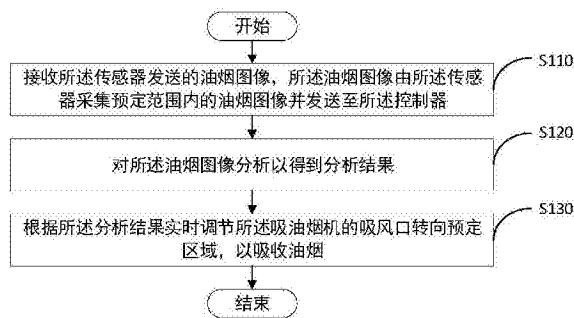 开始
接收所述传感器发送的油烟图像，所述油烟图像由所述传感
器采集预定范围内的油烟图像并发送至所述控制器
S110
对所述油烟图像分析以得到分析结果
S120
根据所述分析结果实时调节所述吸油烟机的吸风口转向预定
区域，以吸收油烟
S130
结束